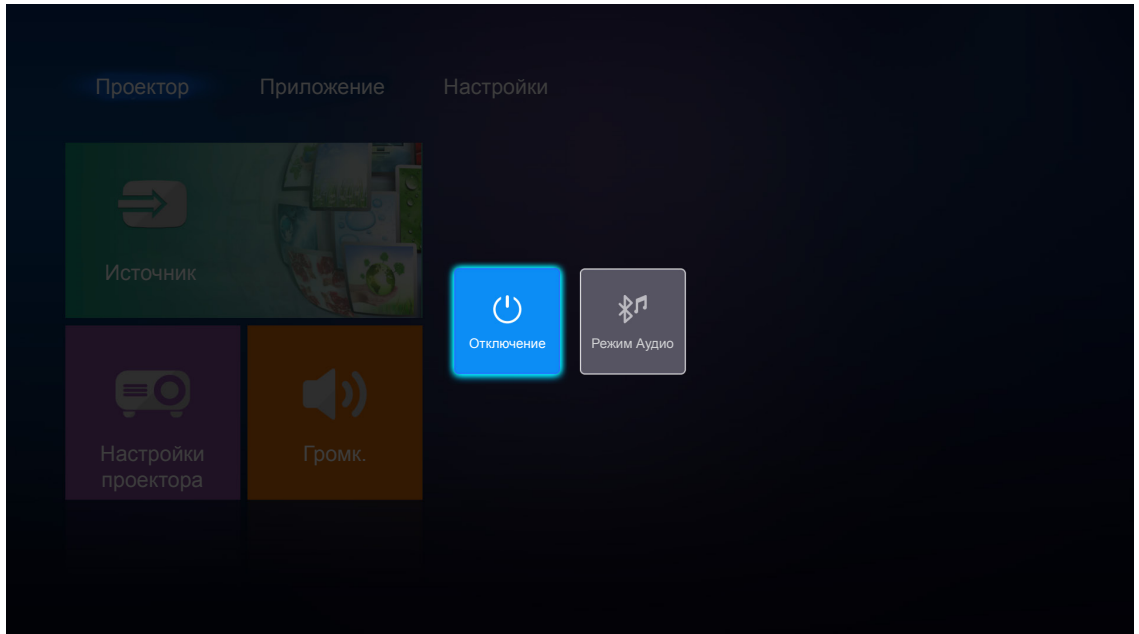 Проектор Приложение Настройки
Источник
Отключение Режим Аудио
Настройки
проектора
Громк.